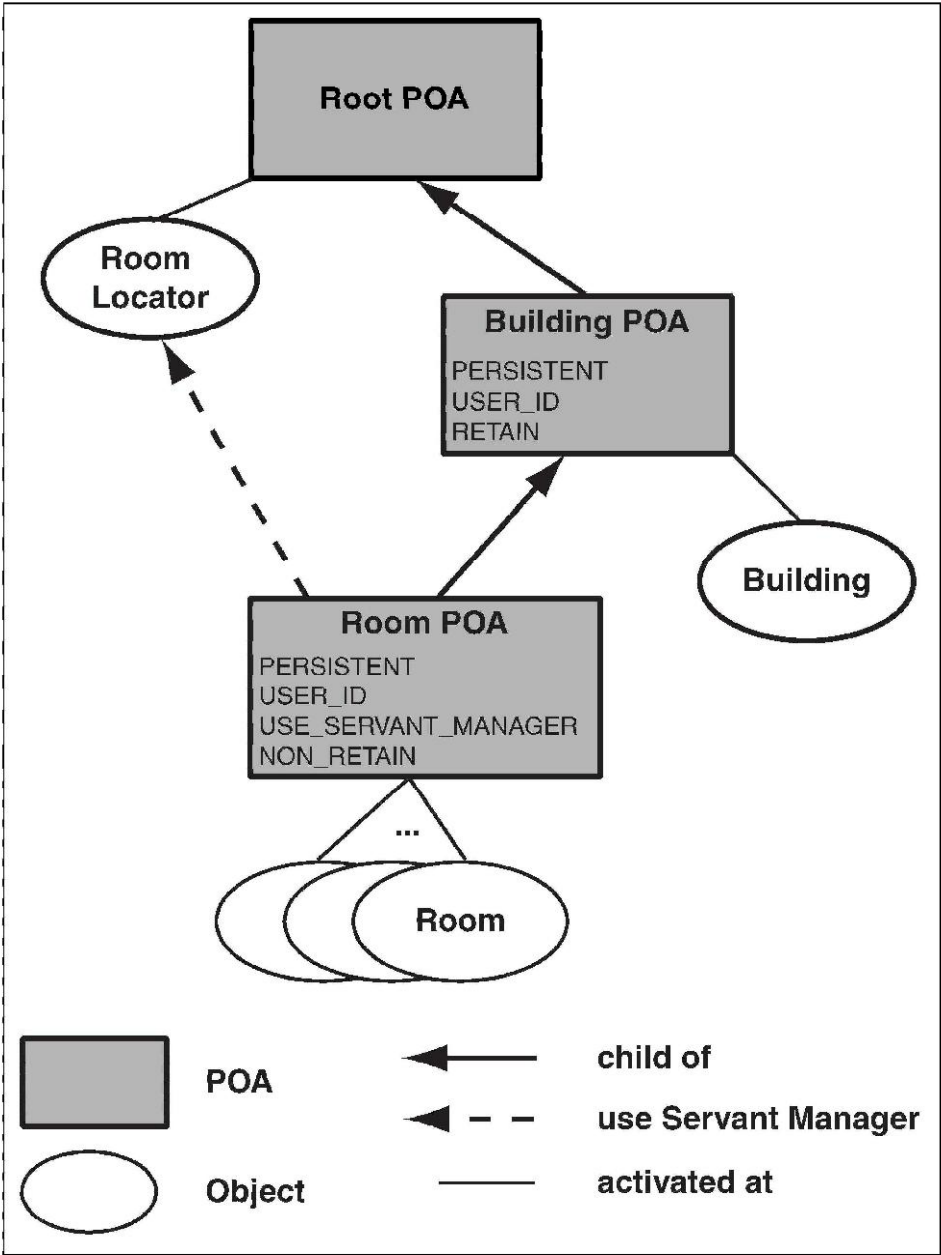 Root POA
Room
Locator
Building POA
PERSISTENT
USER_ID
RETAIN
Building
Room POA
PERSISTENT
USER_ID
USE_SERVANT_MANAGER
NON_RETAIN
...
Room
POA
child of
use Servant Manager
Object
activated at